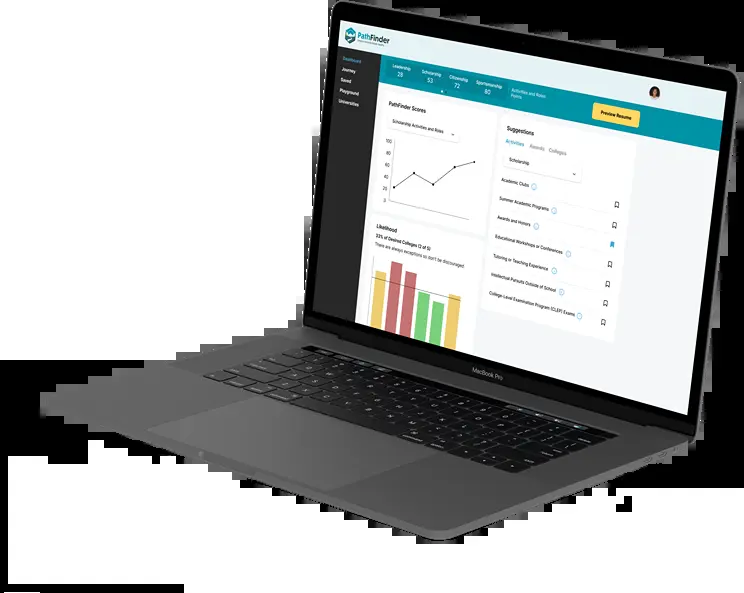 PathFinder
Dashboard
Journey
Saved
Playground
Universities
Leadership
28
Scholarship
53
Citizenship
72
Sportsmanship
80
Activities and Roles
Points
Preview Resume
PathFinder Scores
Scholarship Activities and Roles
100
80
60
40
20
0
Likelihood
33% of Desired Colleges (2 of 5)
There are always exceptions so don't be discouraged
Suggestions
Activities Awards Colleges
Scholarship
Academic Clubs
Summer Academic Programs
Awards and Honors
Educational Workshops or Conferences
Tutoring or Teaching Experience
Intellectual Pursuits Outside of School
College-Level Examination Program (CLEP) Exams
MacBook Pro